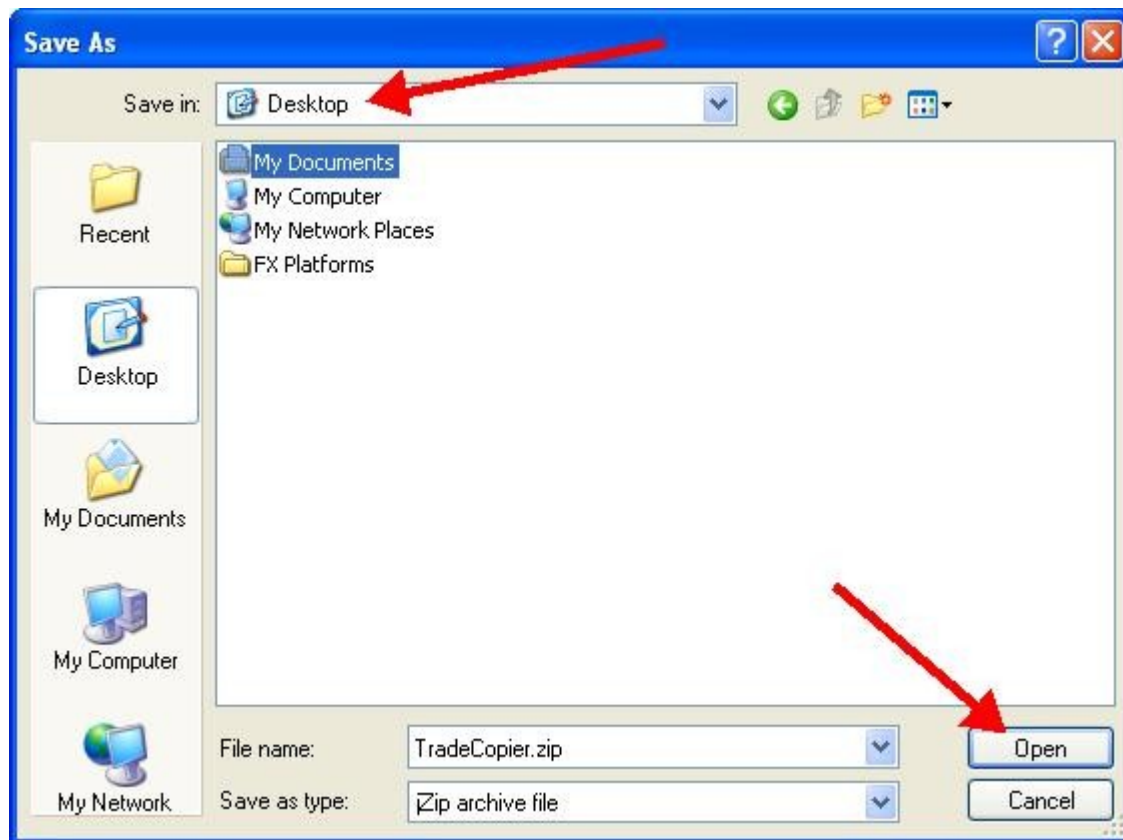 Save As
Save in: Desktop
My Documents
My Computer
My Network Places
FX Platforms
Recent
Desktop
My Documents
My Computer
My Network
File name: TradeCopier.zip Open
Save as type: jZip archive file Cancel